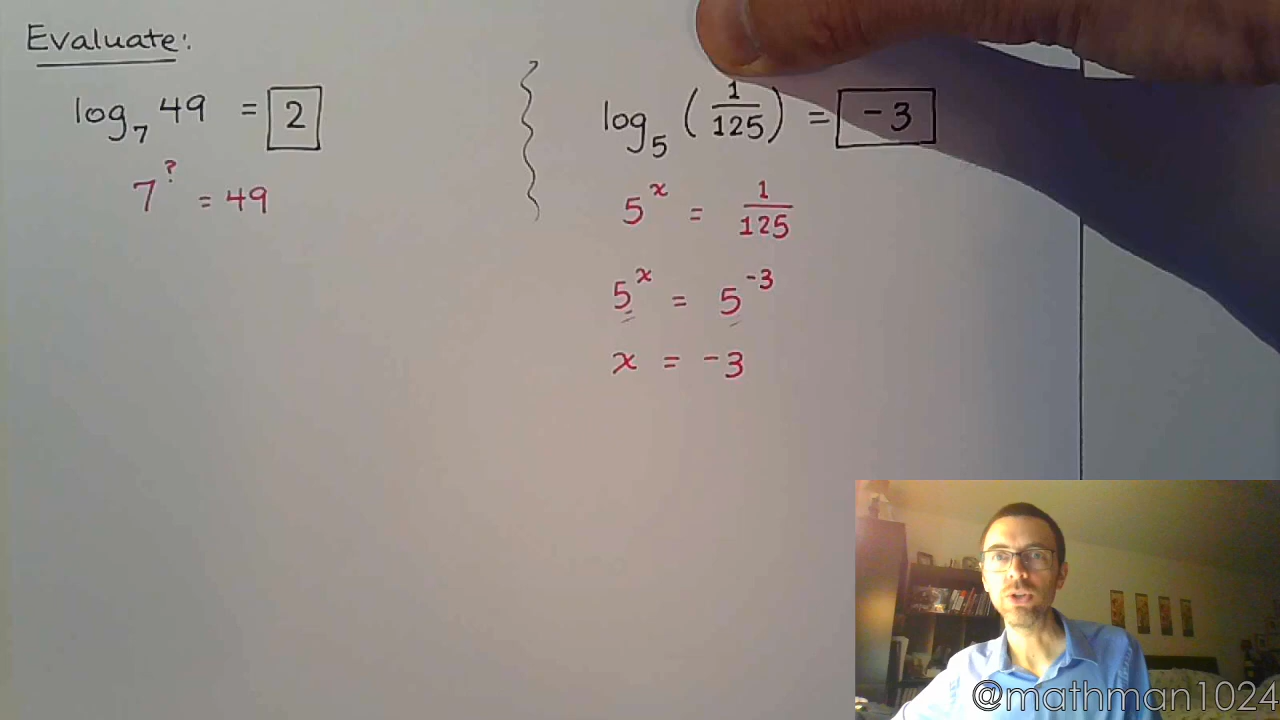 Evaluate:
log₇ 49 = 2
7^? = 49
log₅ (1/125) = -3
5^x = 1/125
5^x = 5^-3
x = -3
@mathman1024